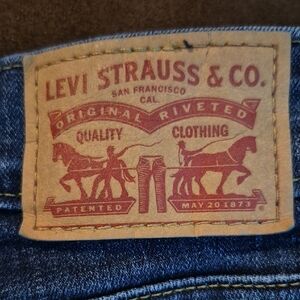 LEVI STRAUSS & CO.
SAN FRANCISCO
CAL.
ORIGINAL RIVETED
QUALITY CLOTHING
PATENTED MAY 20 1873